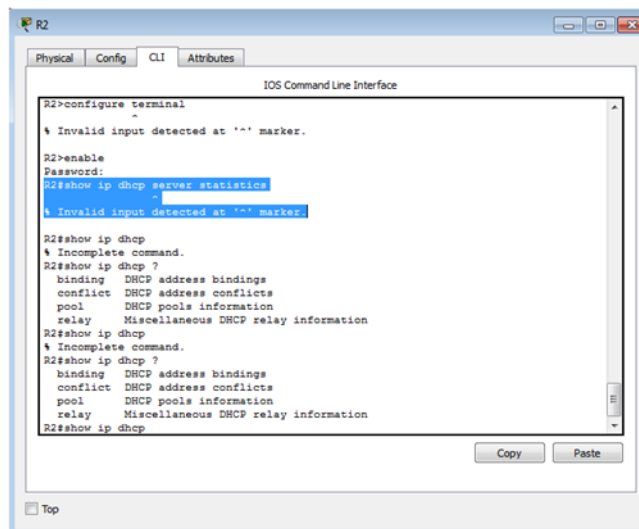 R2
Physical Config CLI Attributes
IOS Command Line Interface
R2>configure terminal
^
% Invalid input detected at '^' marker.
R2>enable
Password:
R2#show ip dhcp server statistics
^
% Invalid input detected at '^' marker.
R2#show ip dhcp
% Incomplete command.
R2#show ip dhcp ?
binding DHCP address bindings
conflict DHCP address conflicts
pool DHCP pools information
relay Miscellaneous DHCP relay information
R2#show ip dhcp
% Incomplete command.
R2#show ip dhcp ?
binding DHCP address bindings
conflict DHCP address conflicts
pool DHCP pools information
relay Miscellaneous DHCP relay information
R2#show ip dhcp
Copy Paste
Top